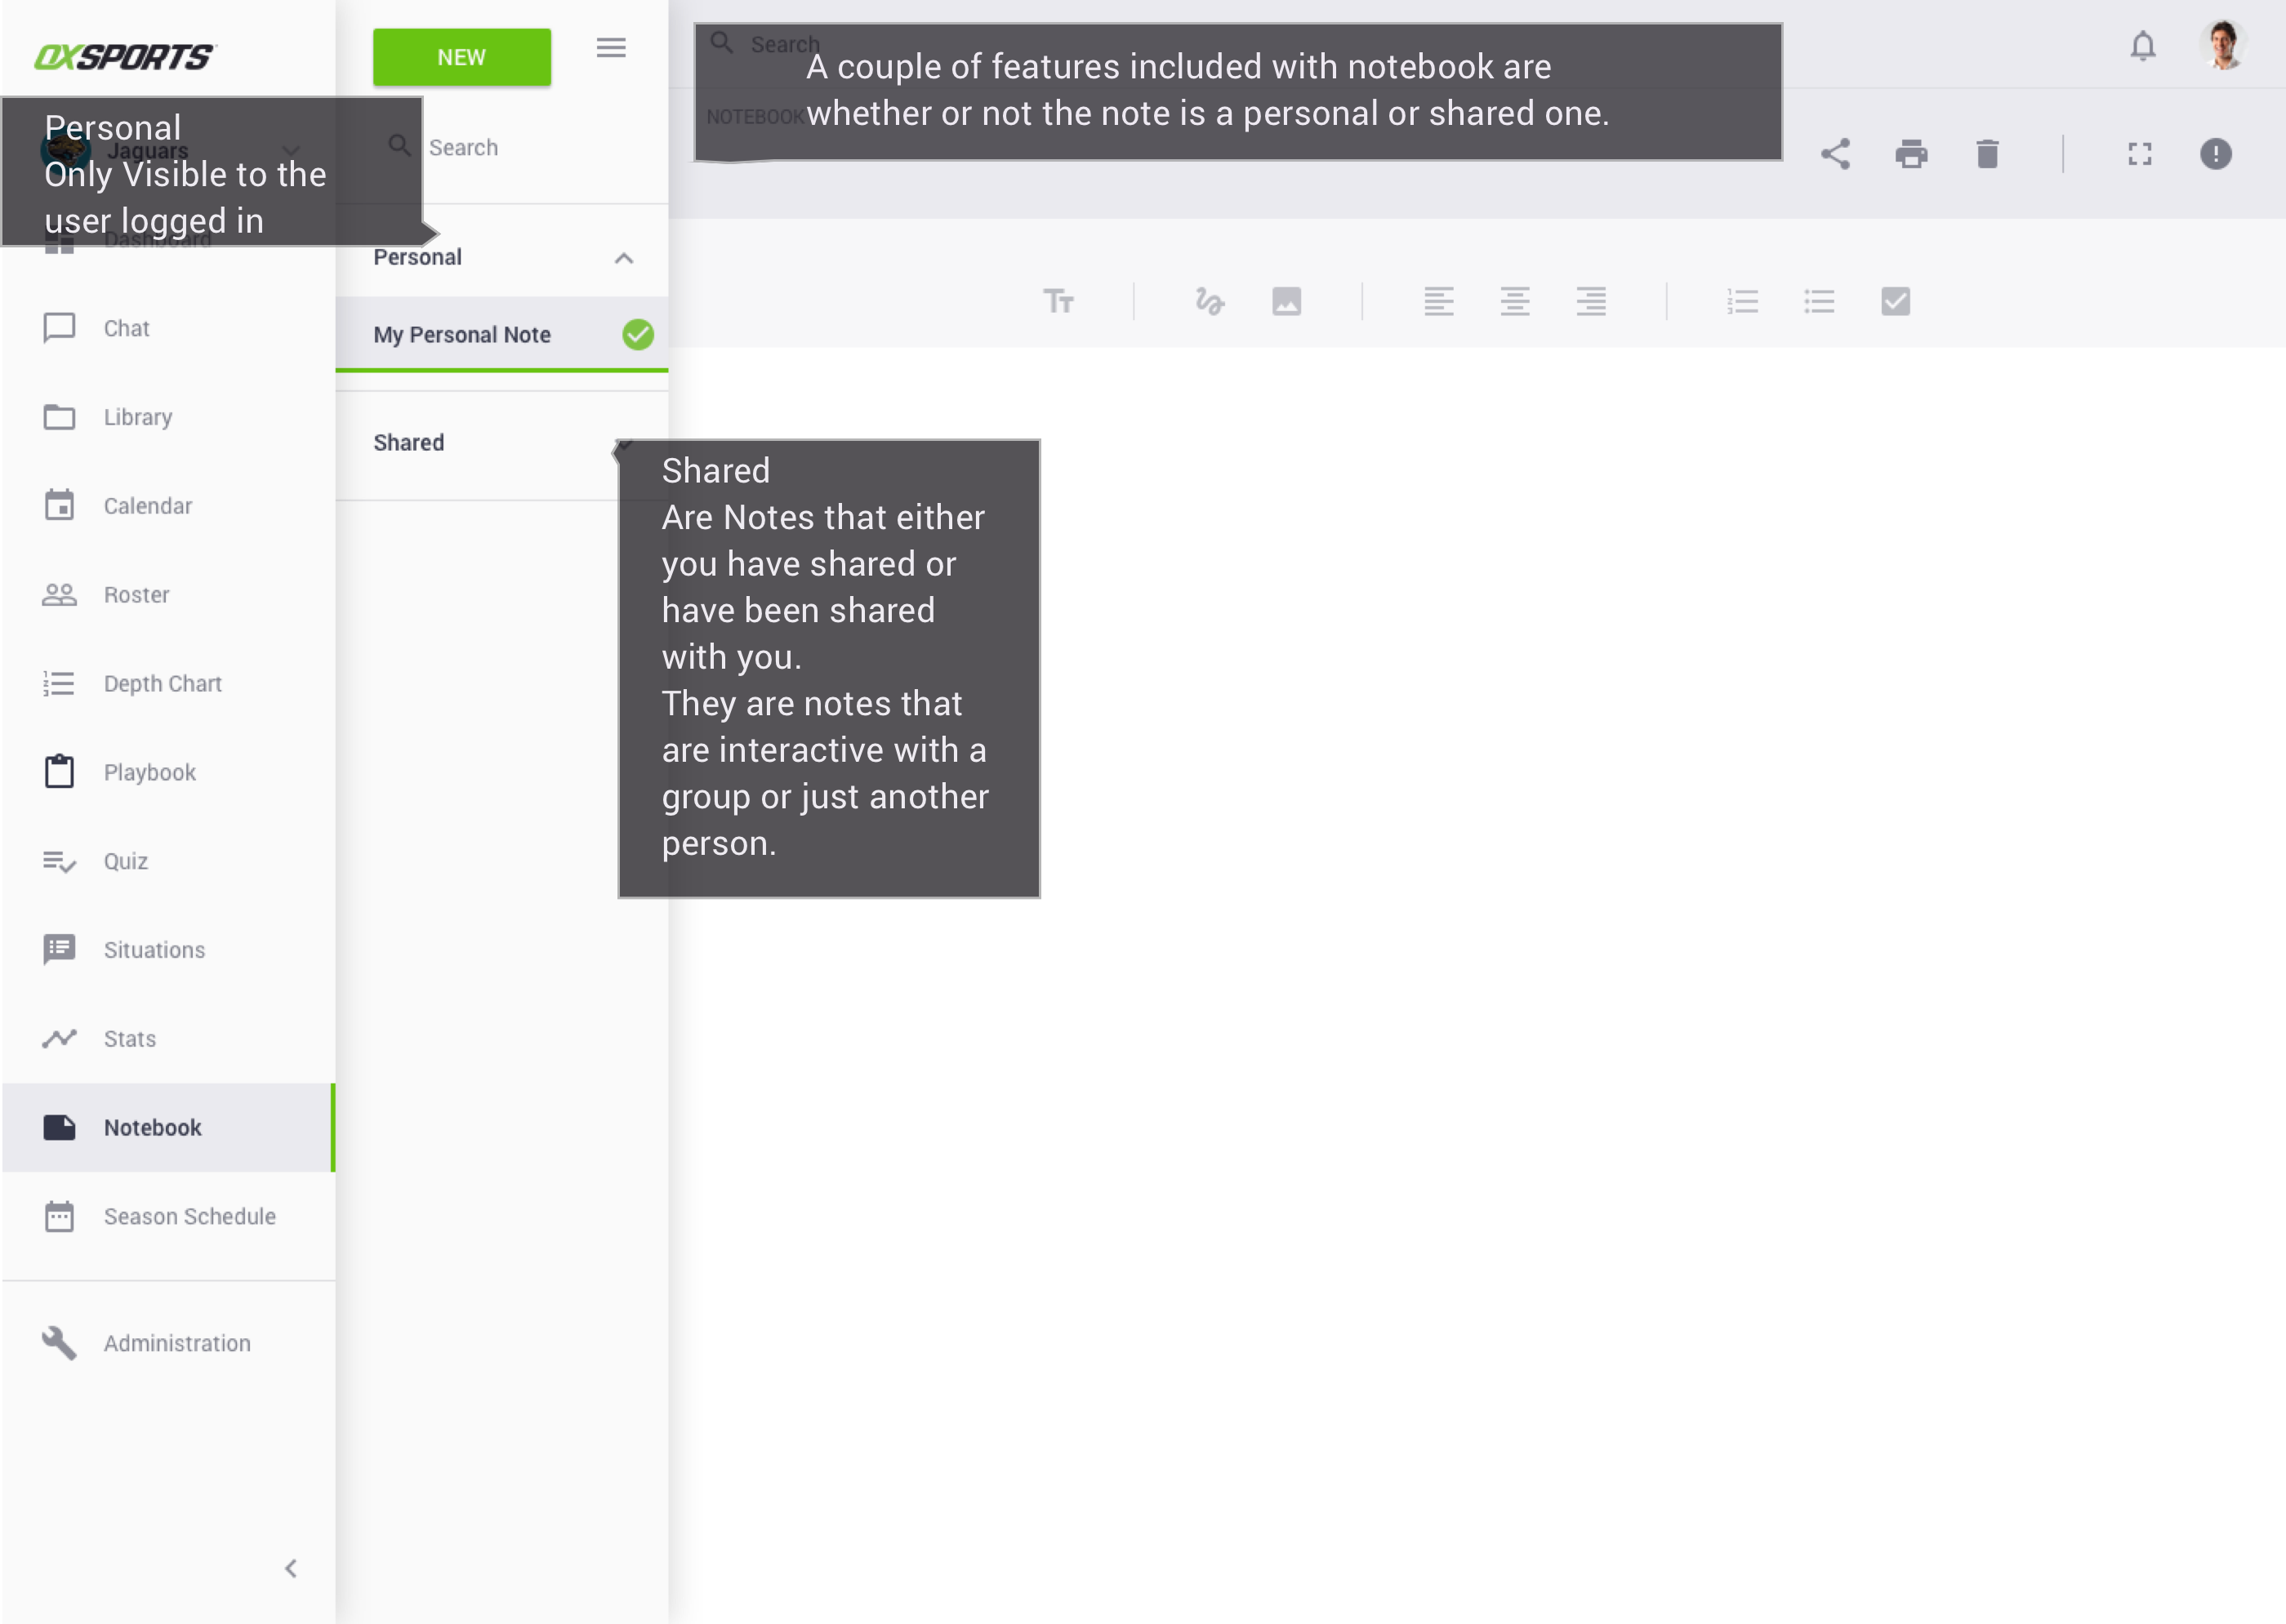 OXSPORTS
NEW
Search
A couple of features included with notebook are
whether or not the note is a personal or shared one.
NOTEBOOK
Personal
Only Visible to the
user logged in
Jaguars
Search
Dashboard
Personal
My Personal Note
Shared
Shared
Are Notes that either
you have shared or
have been shared
with you.
They are notes that
are interactive with a
group or just another
person.
Chat
Library
Calendar
Roster
Depth Chart
Playbook
Quiz
Situations
Stats
Notebook
Season Schedule
Administration